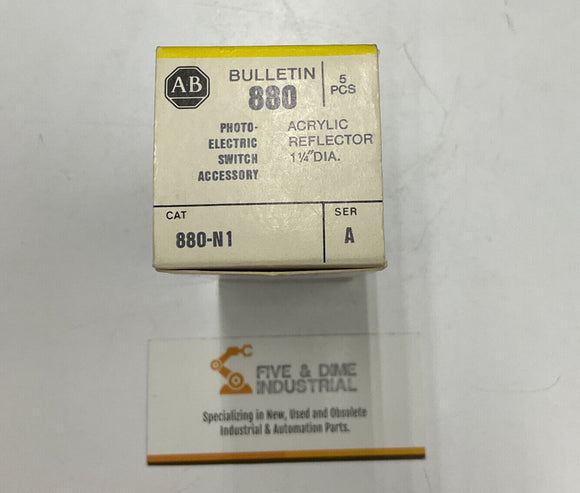 AB
BULLETIN
880
5
PCS
PHOTO-
ELECTRIC
SWITCH
ACCESSORY
ACRYLIC
REFLECTOR
1¼"DIA.
CAT
880-N1
SER
A
FIVE & DIME
INDUSTRIAL
Specializing in New, Used and Obsolete
Industrial & Automation Parts.